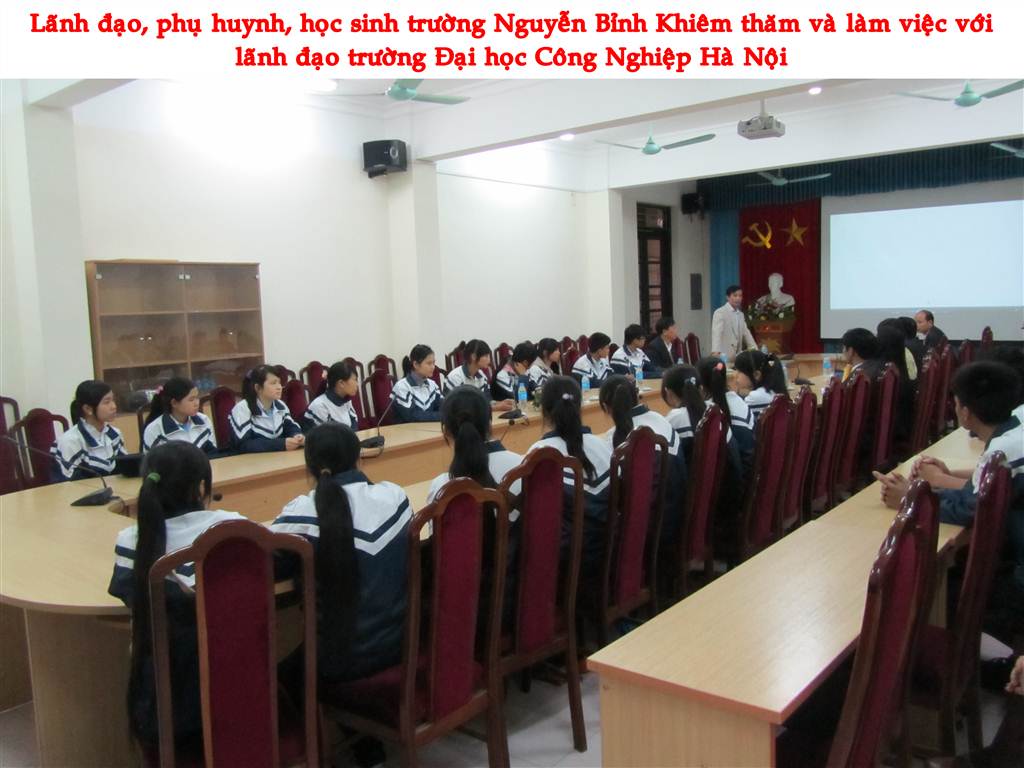 Lãnh đạo, phụ huynh, học sinh trường Nguyễn Bỉnh Khiêm thăm và làm việc với
lãnh đạo trường Đại học Công Nghiệp Hà Nội